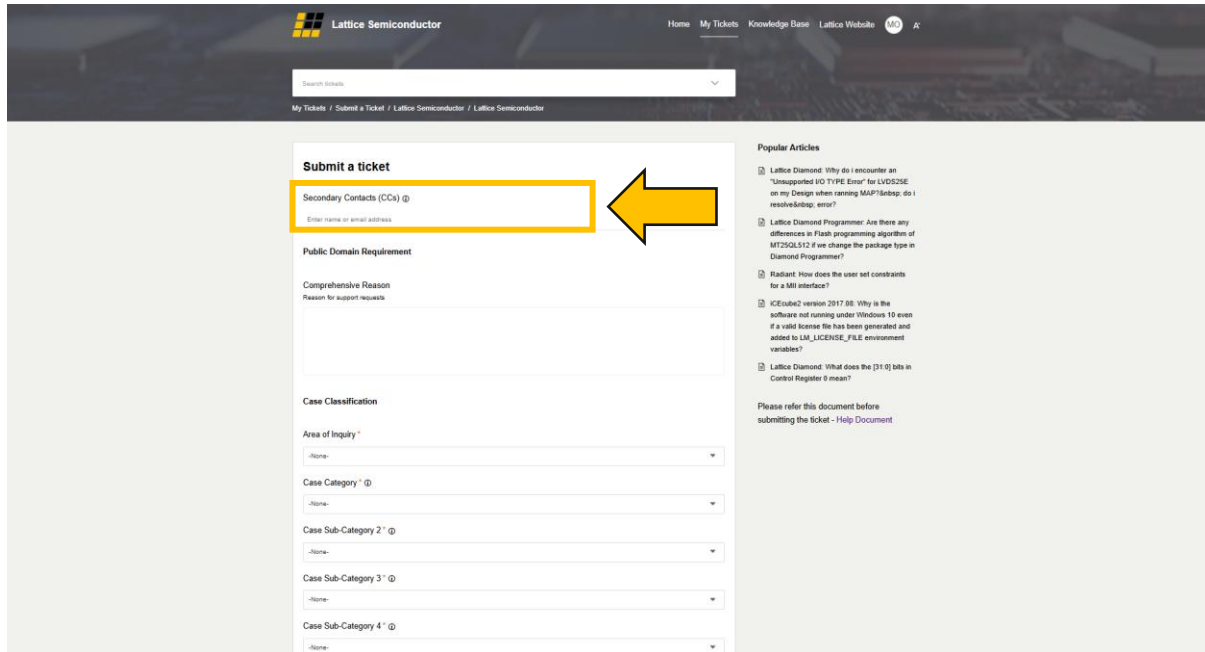 Lattice Semiconductor
Home My Tickets Knowledge Base Lattice Website MO A
Search tickets
My Tickets / Submit a Ticket / Lattice Semiconductor / Lattice Semiconductor
Submit a ticket
Secondary Contacts (CCs)
Enter name or email address
Public Domain Requirement
Comprehensive Reason
Reason for support requests
Case Classification
Area of Inquiry *
-None-
Case Category *
-None-
Case Sub-Category 2 *
-None-
Case Sub-Category 3 *
-None-
Case Sub-Category 4 *
-None-
Popular Articles
Lattice Diamond: Why do i encounter an
"Unsupported I/O TYPE Error" for LVDS25E
on my Design when ranning MAP?&nbsp; do i
resolve&nbsp; error?
Lattice Diamond Programmer: Are there any
differences in Flash programming algorithm of
MT25QL512 if we change the package type in
Diamond Programmer?
Radiant: How does the user set constraints
for a MII interface?
iCEcube2 version 2017.08: Why is the
software not running under Windows 10 even
if a valid license file has been generated and
added to LM_LICENSE_FILE environment
variables?
Lattice Diamond: What does the [31:0] bits in
Control Register 0 mean?
Please refer this document before
submitting the ticket - Help Document